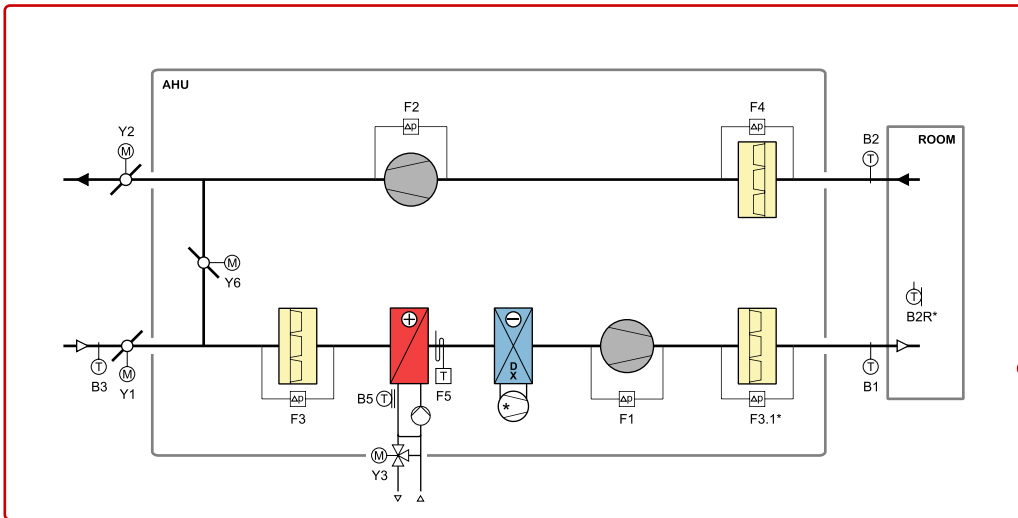 AHU
F2
F4
Y2
Δp
Δp
B2
ROOM
M
T
M
Y6
T
B2R*
T
B3
M
Y1
Δp
F3
B5
T
T
F5
D
X
*
Δp
F1
Δp
F3.1*
T
B1
M
Y3